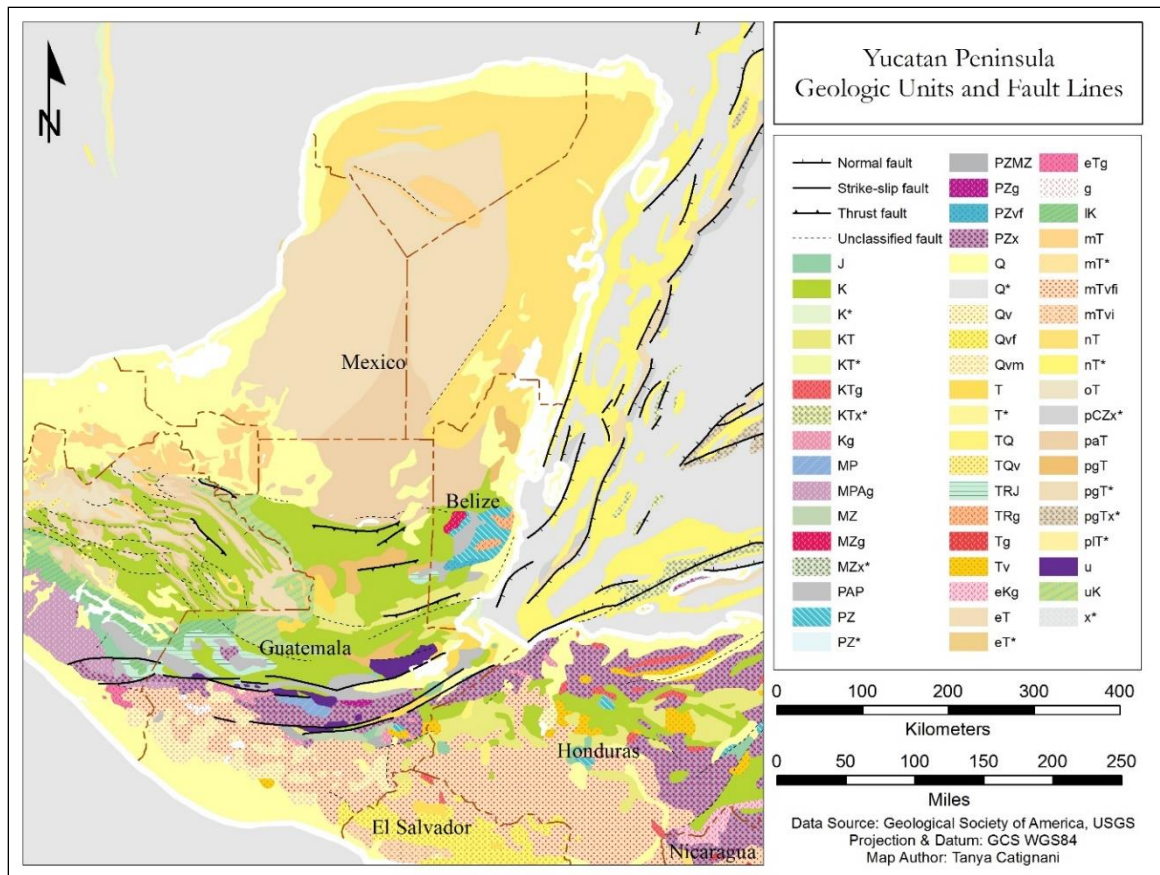 Yucatan Peninsula
Geologic Units and Fault Lines
N
Mexico
Belize
Guatemala
Honduras
El Salvador
Nicaragua
Normal fault
Strike-slip fault
Thrust fault
Unclassified fault
J
K
K*
KT
KT*
KTg
KTx*
Kg
MP
MPAg
MZ
MZg
MZx*
PAP
PZ
PZ*
PZMZ
PZg
PZvf
PZx
Q
Q*
Qv
Qvf
Qvm
T
T*
TQ
TQv
TRJ
TRg
Tg
Tv
eKg
eT
eT*
eTg
g
lK
mT
mT*
mTvfi
mTvi
nT
nT*
oT
pCZx*
paT
pgT
pgT*
pgTx*
plT*
u
uK
x*
0 100 200 300 400
Kilometers
0 50 100 150 200 250
Miles
Data Source: Geological Society of America, USGS
Projection & Datum: GCS WGS84
Map Author: Tanya Catignani